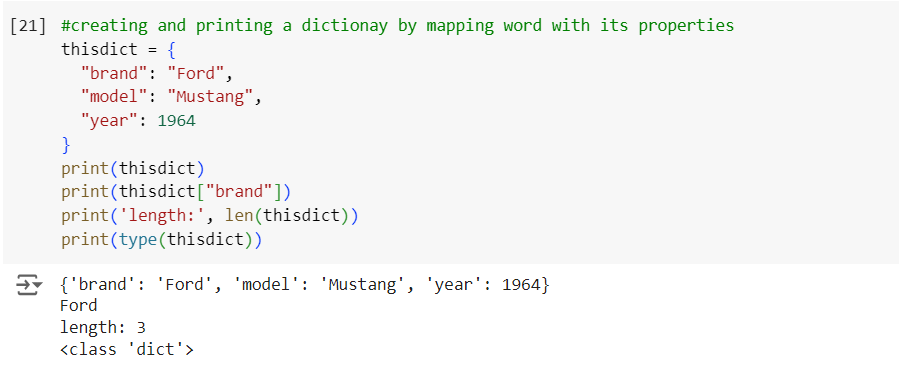 [21] #creating and printing a dictionay by mapping word with its properties
thisdict = {
  "brand": "Ford",
  "model": "Mustang",
  "year": 1964
}
print(thisdict)
print(thisdict["brand"])
print('length:', len(thisdict))
print(type(thisdict))
{'brand': 'Ford', 'model': 'Mustang', 'year': 1964}
Ford
length: 3
<class 'dict'>